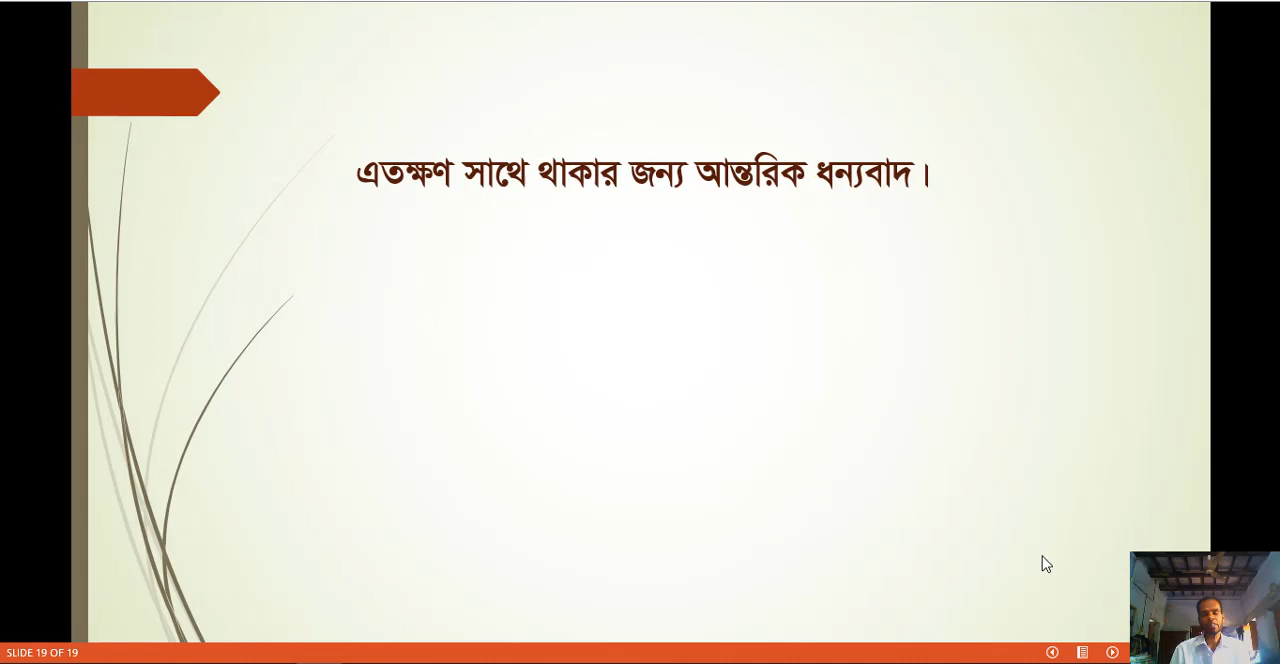 এতক্ষণ সাথে থাকার জন্য আন্তরিক ধন্যবাদ।
SLIDE 19 OF 19